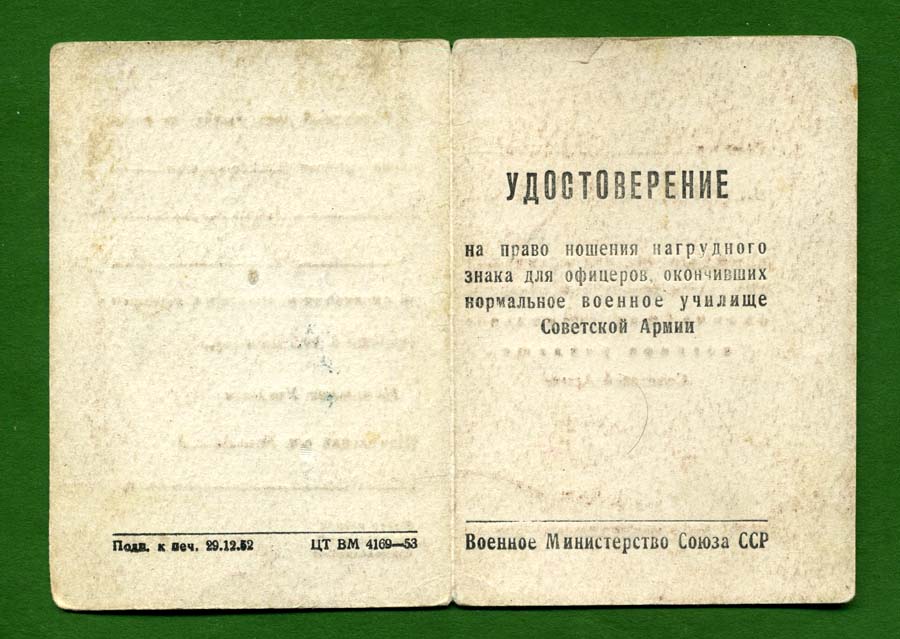 Подп. к печ. 29.12.52 ЦТ ВМ 4169—53
УДОСТОВЕРЕНИЕ
на право ношения нагрудного
знака для офицеров, окончивших
нормальное военное училище
Советской Армии
Военное Министерство Союза ССР